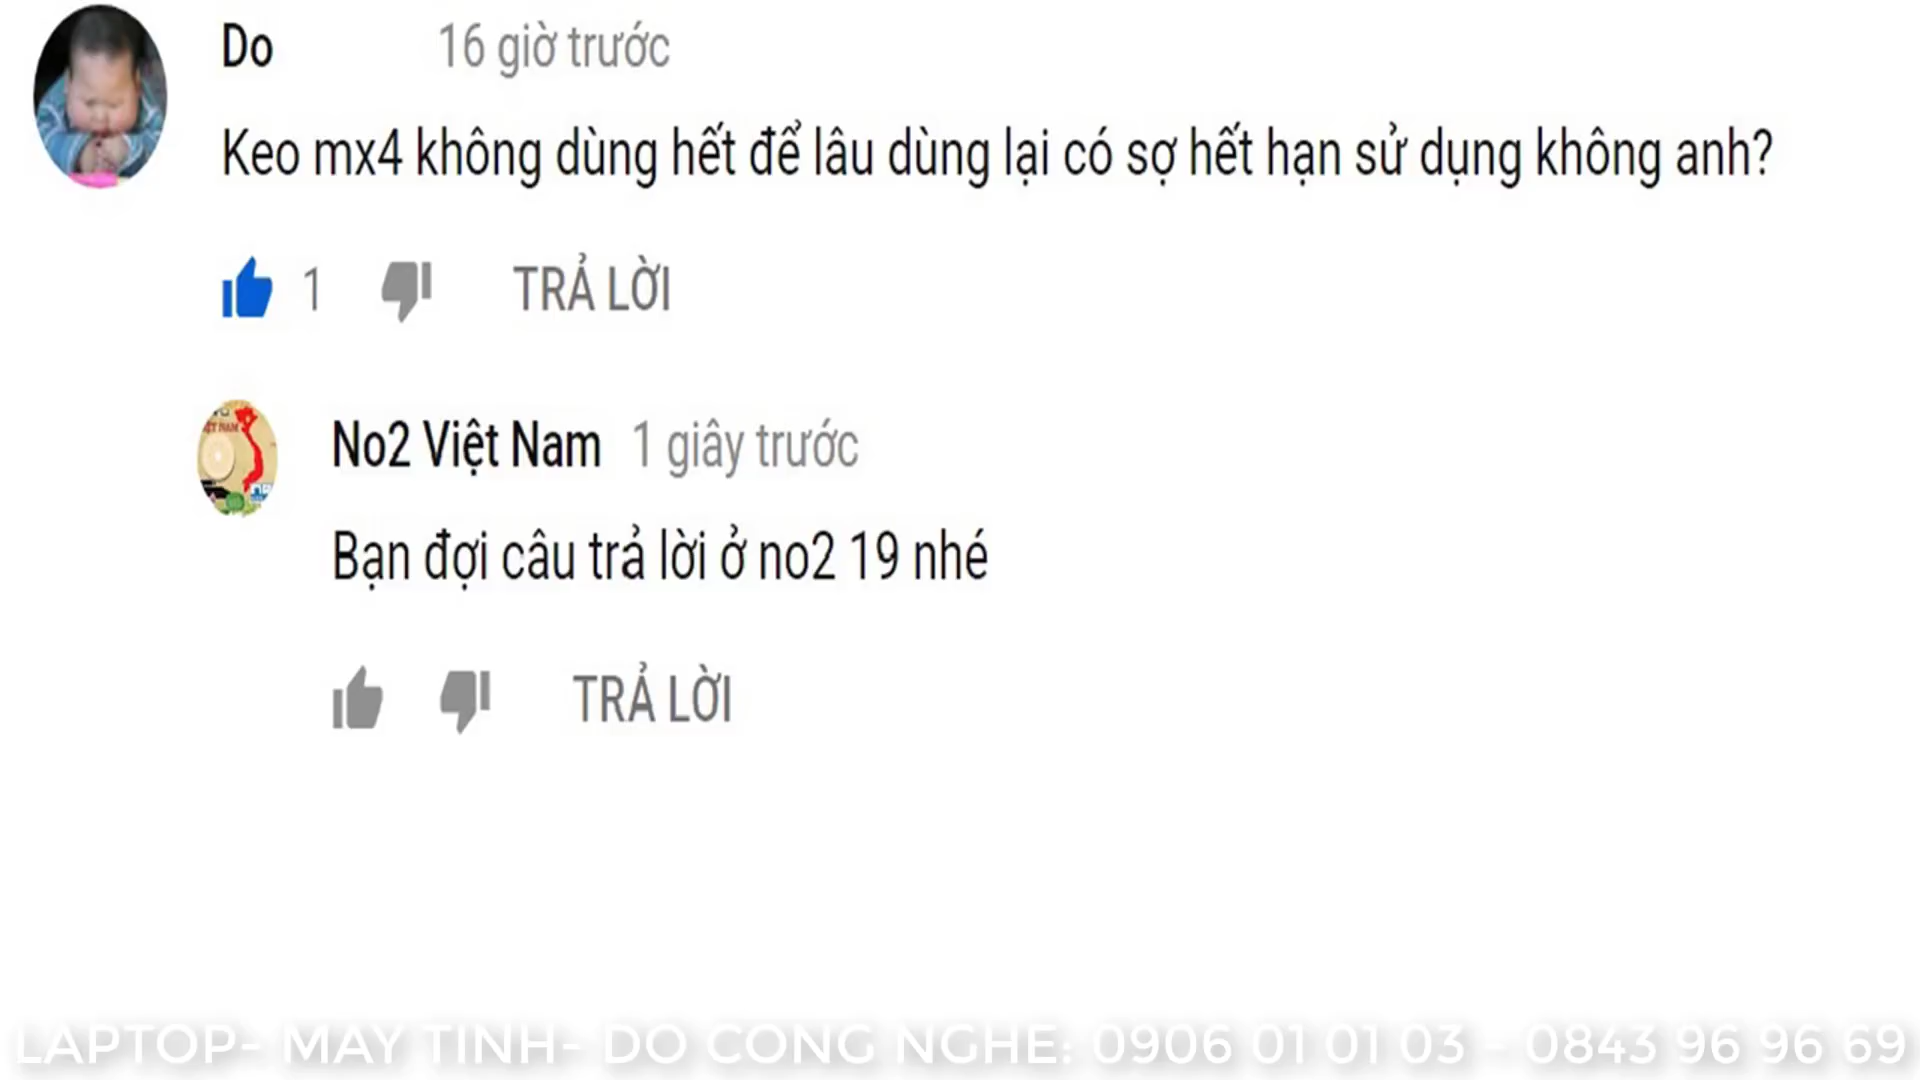 Do 16 giờ trước
Keo mx4 không dùng hết để lâu dùng lại có sợ hết hạn sử dụng không anh?
1 TRẢ LỜI
No2 Việt Nam 1 giây trước
Bạn đợi câu trả lời ở no2 19 nhé
TRẢ LỜI
LAPTOP- MAY TINH- DO CONG NGHE: 0906 01 01 03 - 0843 96 96 69